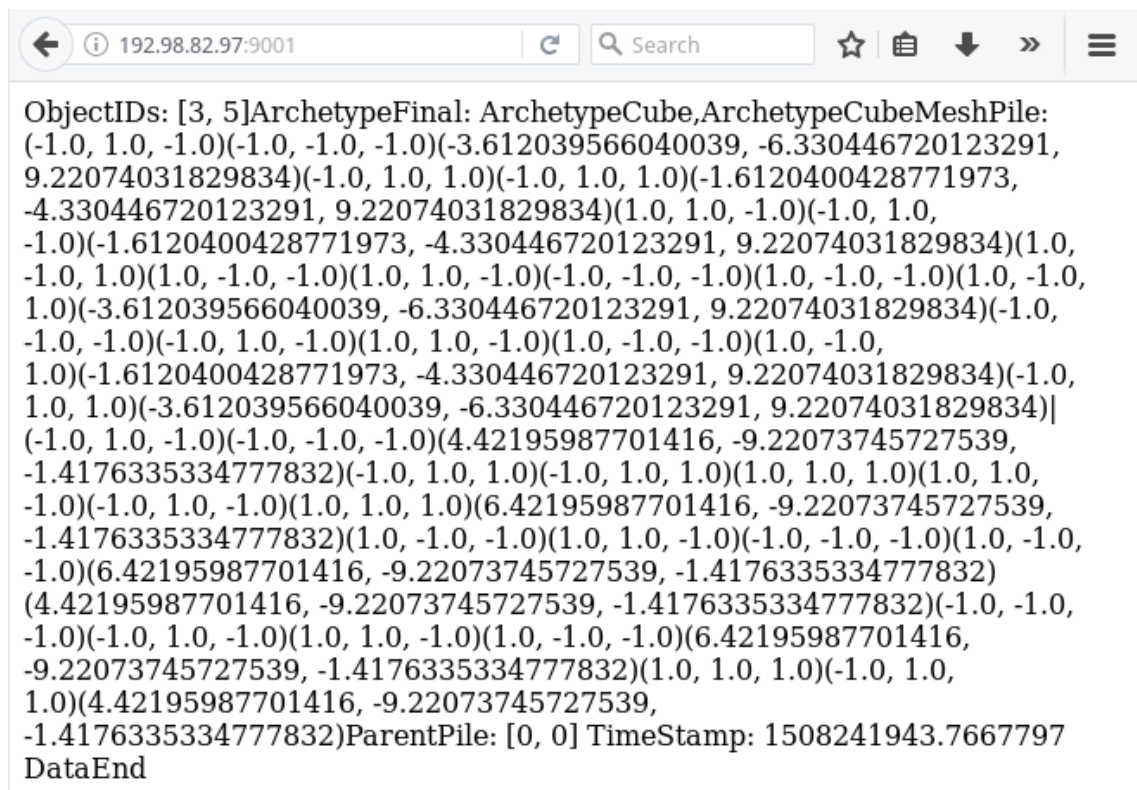 192.98.82.97:9001
Search
ObjectIDs: [3, 5]ArchetypeFinal: ArchetypeCube,ArchetypeCubeMeshPile:
(-1.0, 1.0, -1.0)(-1.0, -1.0, -1.0)(-3.612039566040039, -6.330446720123291,
9.22074031829834)(-1.0, 1.0, 1.0)(-1.0, 1.0, 1.0)(-1.6120400428771973,
-4.330446720123291, 9.22074031829834)(1.0, 1.0, -1.0)(-1.0, 1.0,
-1.0)(-1.6120400428771973, -4.330446720123291, 9.22074031829834)(1.0,
-1.0, 1.0)(1.0, -1.0, -1.0)(1.0, 1.0, -1.0)(-1.0, -1.0, -1.0)(1.0, -1.0, -1.0)(1.0, -1.0,
1.0)(-3.612039566040039, -6.330446720123291, 9.22074031829834)(-1.0,
-1.0, -1.0)(-1.0, 1.0, -1.0)(1.0, 1.0, -1.0)(1.0, -1.0, -1.0)(1.0, -1.0,
1.0)(-1.6120400428771973, -4.330446720123291, 9.22074031829834)(-1.0,
1.0, 1.0)(-3.612039566040039, -6.330446720123291, 9.22074031829834)|
(-1.0, 1.0, -1.0)(-1.0, -1.0, -1.0)(4.42195987701416, -9.22073745727539,
-1.4176335334777832)(-1.0, 1.0, 1.0)(-1.0, 1.0, 1.0)(1.0, 1.0, 1.0)(1.0, 1.0,
-1.0)(-1.0, 1.0, -1.0)(1.0, 1.0, 1.0)(6.42195987701416, -9.22073745727539,
-1.4176335334777832)(1.0, -1.0, -1.0)(1.0, 1.0, -1.0)(-1.0, -1.0, -1.0)(1.0, -1.0,
-1.0)(6.42195987701416, -9.22073745727539, -1.4176335334777832)
(4.42195987701416, -9.22073745727539, -1.4176335334777832)(-1.0, -1.0,
-1.0)(-1.0, 1.0, -1.0)(1.0, 1.0, -1.0)(1.0, -1.0, -1.0)(6.42195987701416,
-9.22073745727539, -1.4176335334777832)(1.0, 1.0, 1.0)(-1.0, 1.0,
1.0)(4.42195987701416, -9.22073745727539,
-1.4176335334777832)ParentPile: [0, 0] TimeStamp: 1508241943.7667797
DataEnd